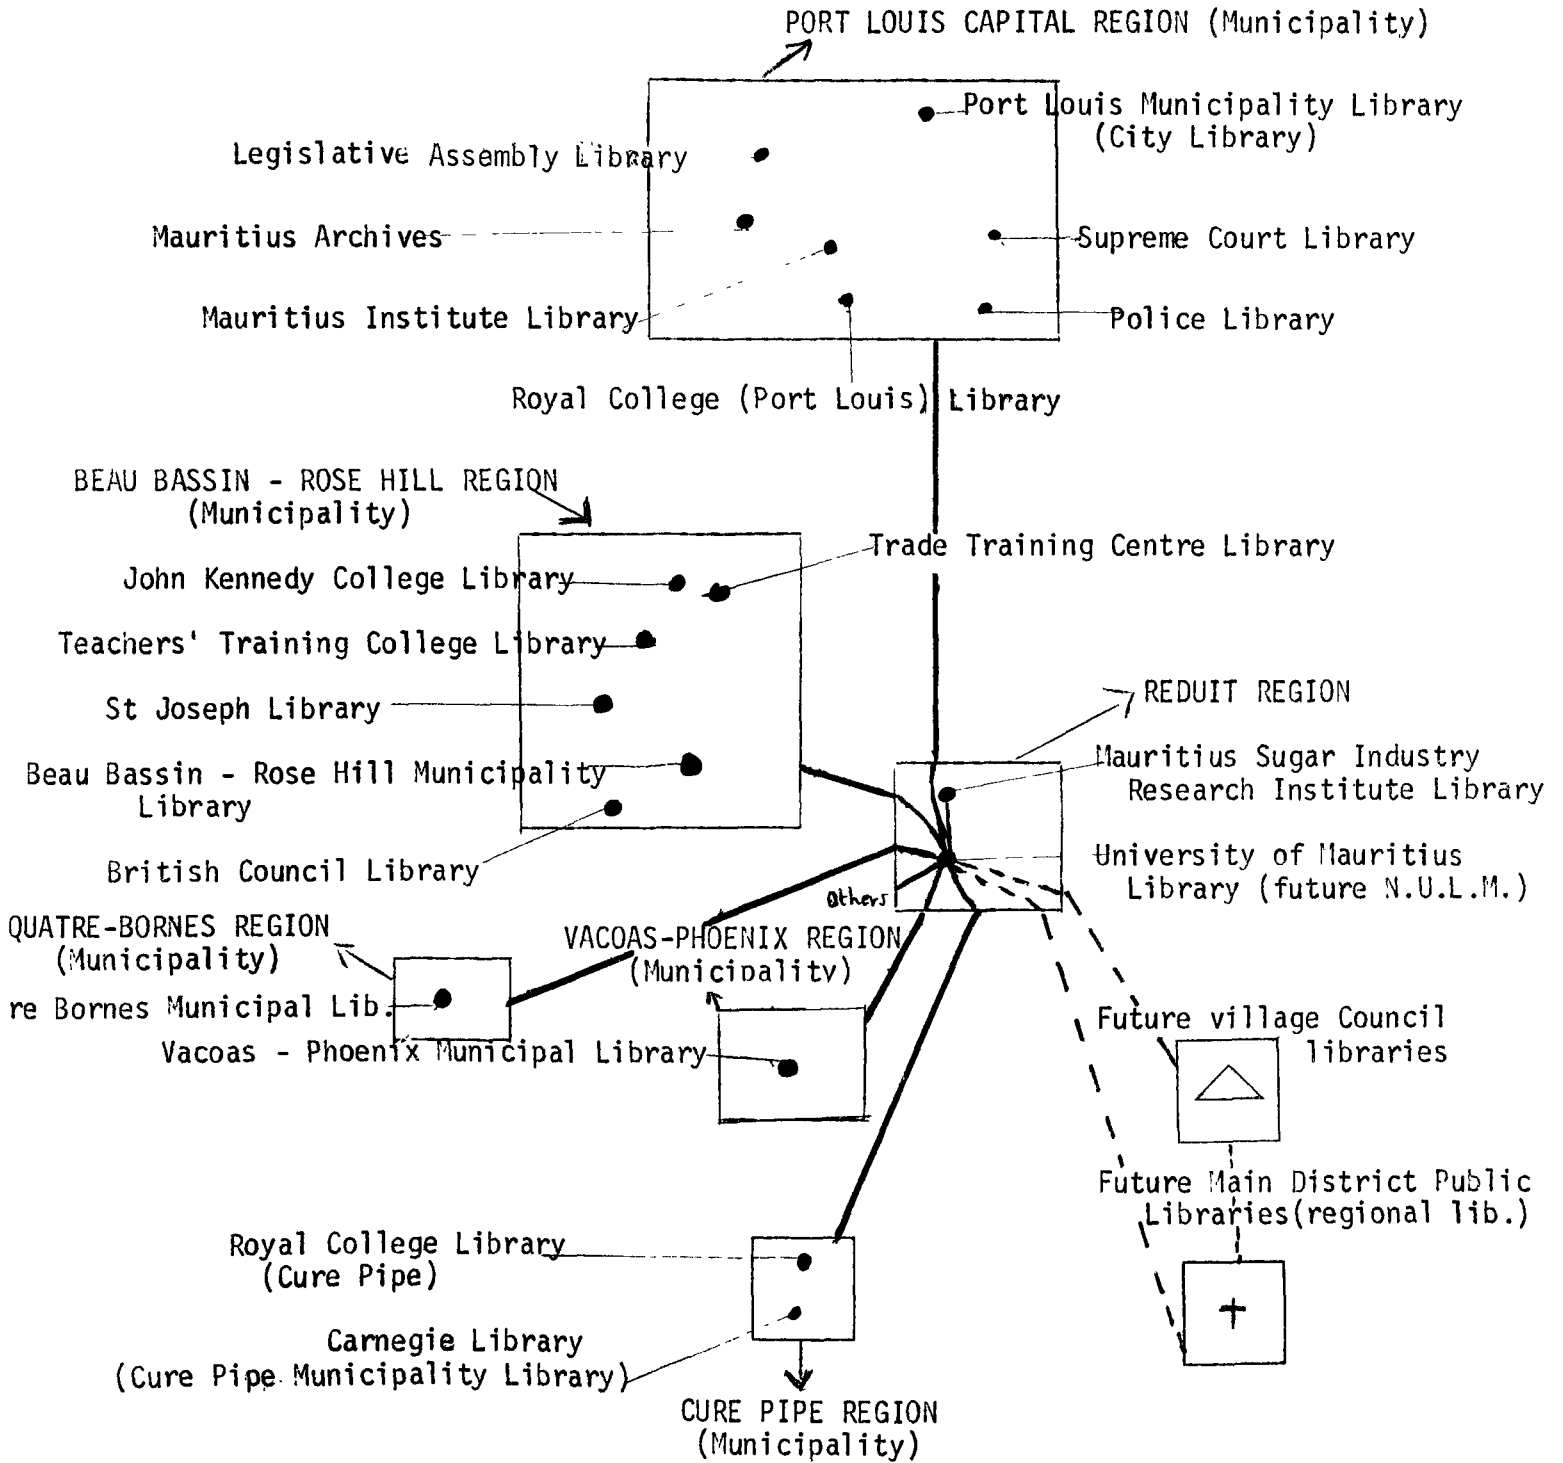 PORT LOUIS CAPITAL REGION (Municipality)
Port Louis Municipality Library
(City Library)
Legislative Assembly Library
Mauritius Archives
Supreme Court Library
Mauritius Institute Library
Police Library
Royal College (Port Louis) Library
BEAU BASSIN - ROSE HILL REGION
(Municipality)
Trade Training Centre Library
John Kennedy College Library
Teachers' Training College Library
St Joseph Library
REDUIT REGION
Mauritius Sugar Industry
Research Institute Library
Beau Bassin - Rose Hill Municipality
Library
British Council Library
University of Mauritius
Library (future N.U.L.M.)
Others
QUATRE-BORNES REGION
(Municipality)
VACOAS-PHOENIX REGION
(Municipality)
re Bornes Municipal Lib.
Vacoas - Phoenix Municipal Library
Future village Council
libraries
Future Main District Public
Libraries(regional lib.)
Royal College Library
(Cure Pipe)
Carnegie Library
(Cure Pipe Municipality Library)
CURE PIPE REGION
(Municipality)